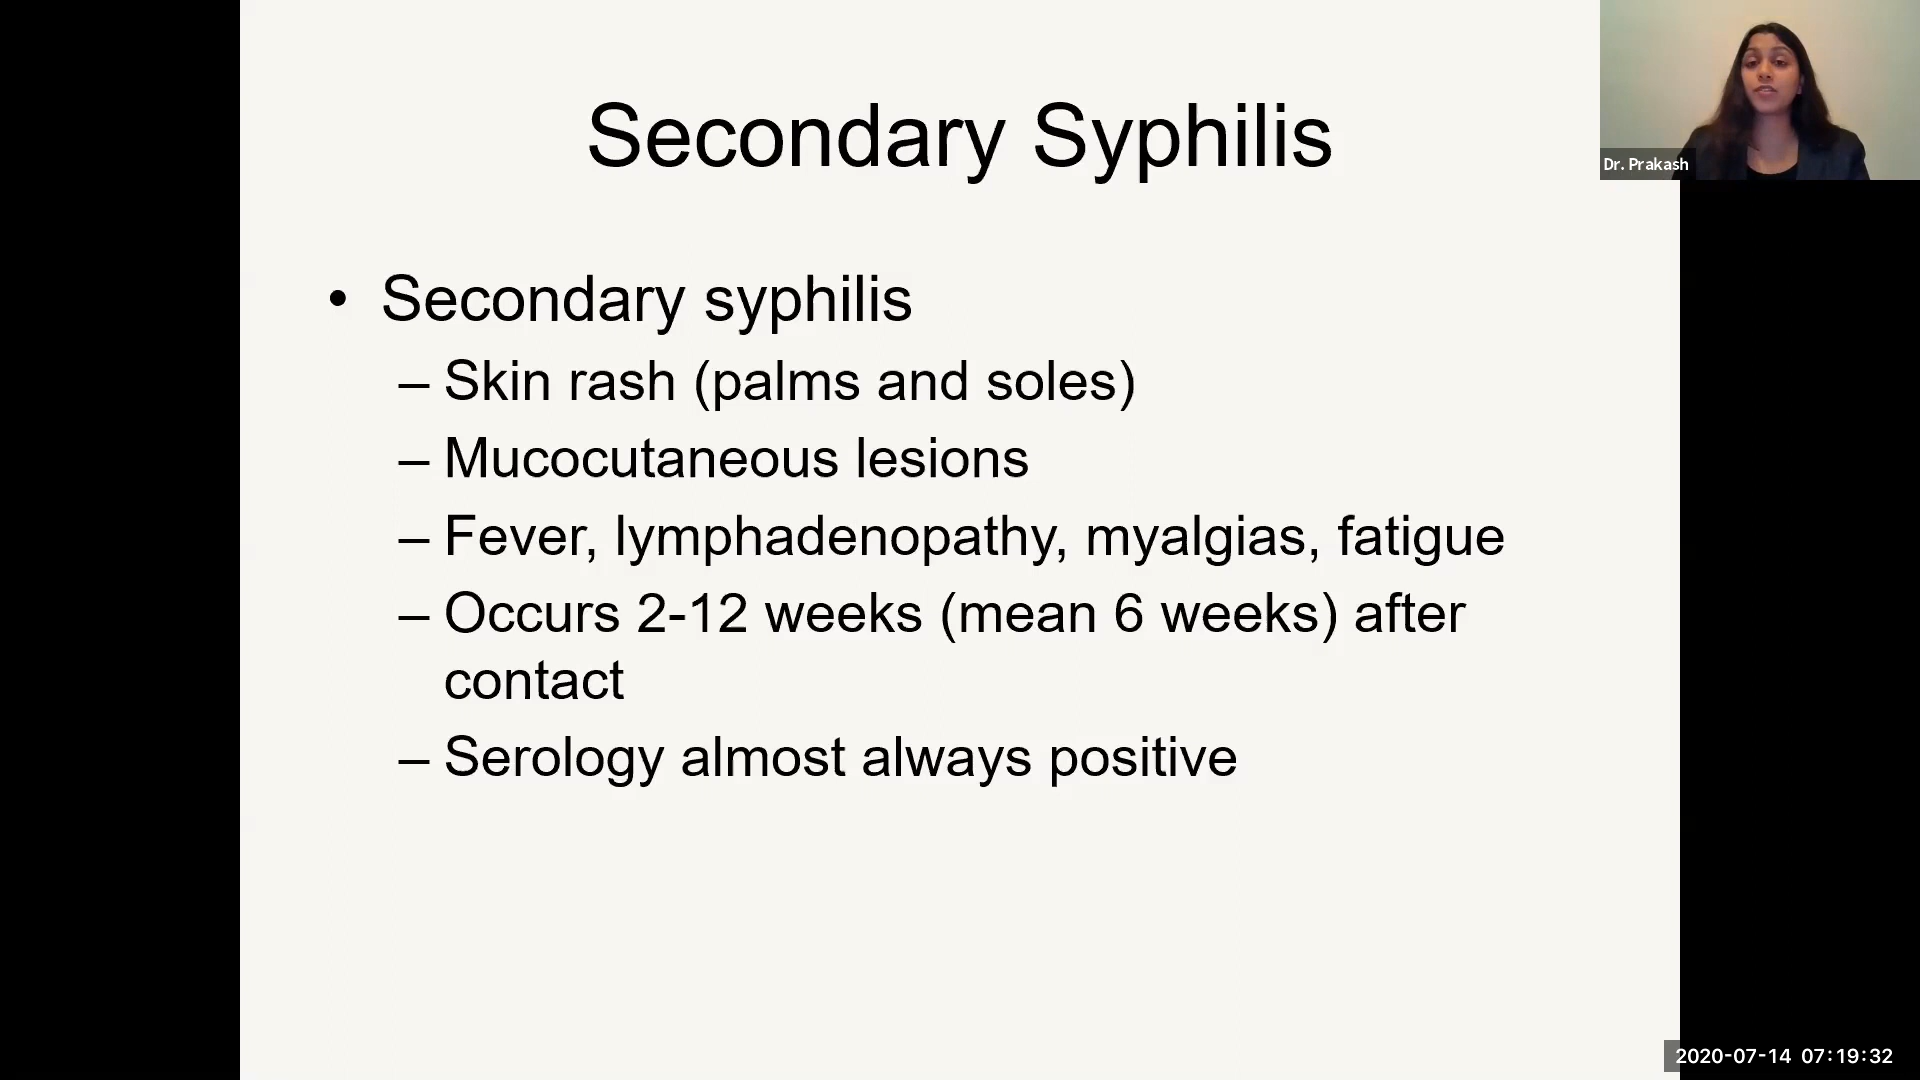 Secondary Syphilis
Dr. Prakash
• Secondary syphilis
– Skin rash (palms and soles)
– Mucocutaneous lesions
– Fever, lymphadenopathy, myalgias, fatigue
– Occurs 2-12 weeks (mean 6 weeks) after
contact
– Serology almost always positive
2020-07-14 07:19:32